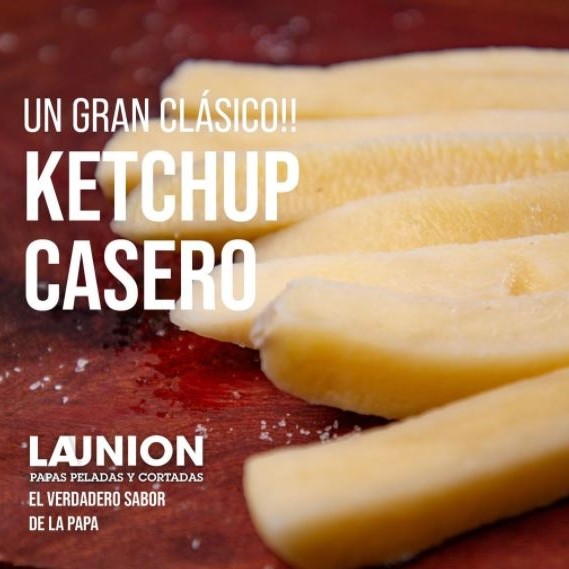 UN GRAN CLÁSICO!!
KETCHUP
CASERO
LAUNION
PAPAS PELADAS Y CORTADAS
EL VERDADERO SABOR
DE LA PAPA